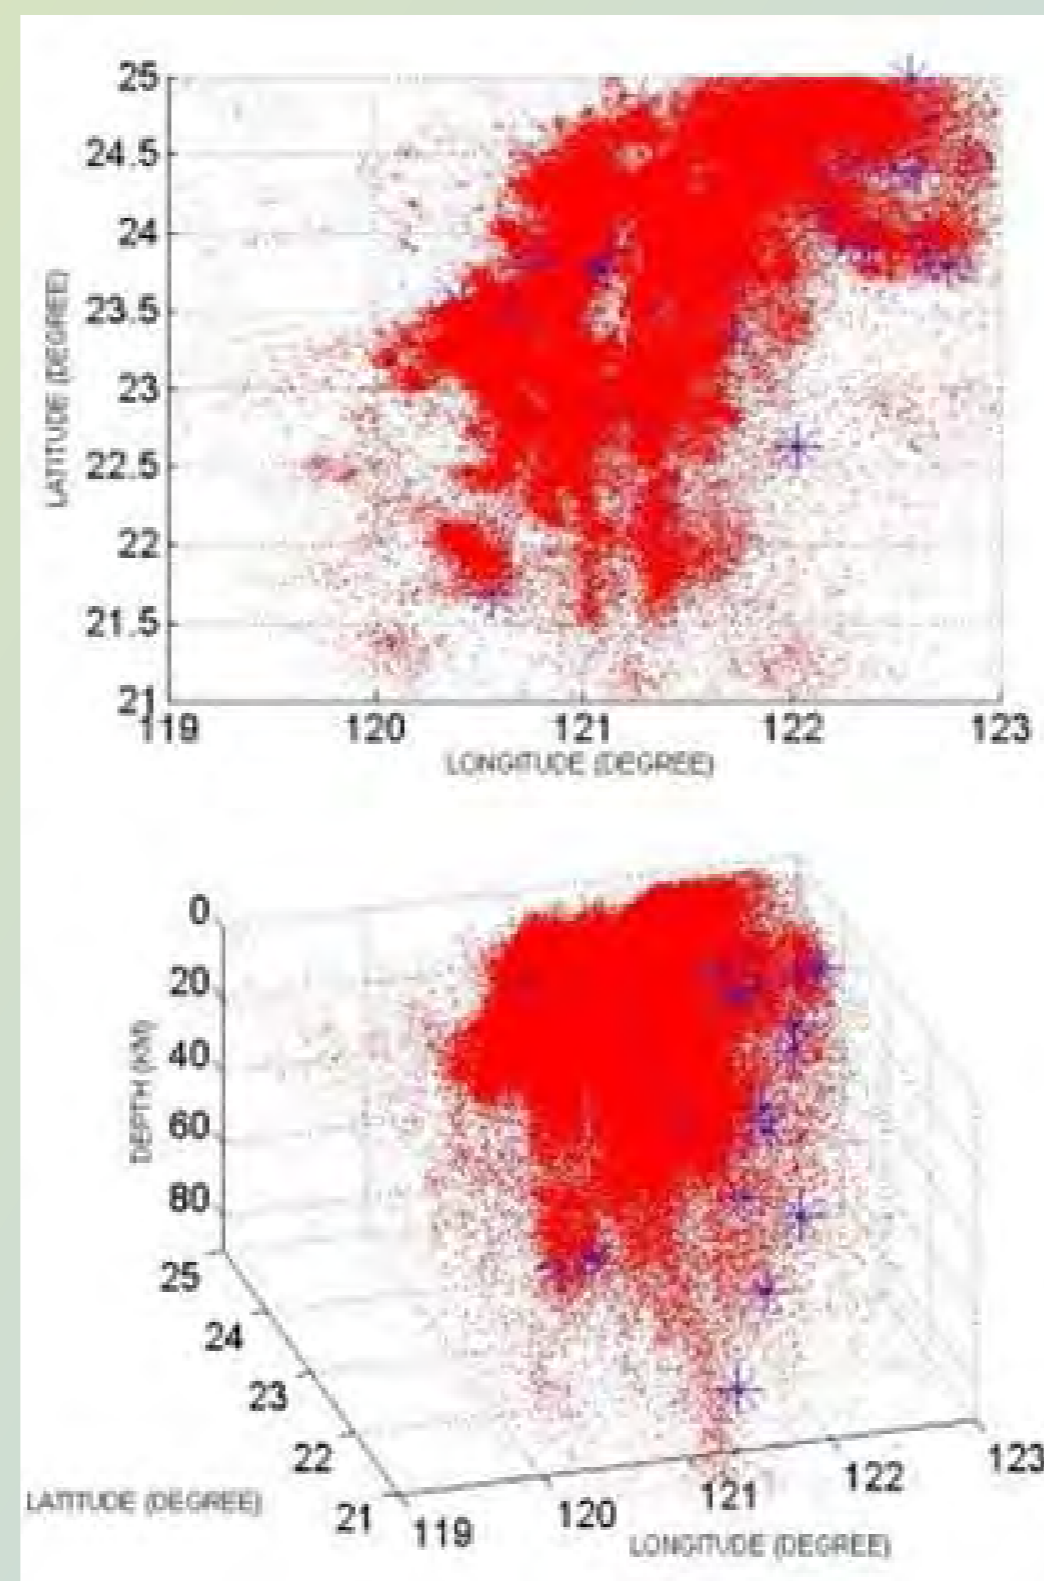 25
24.5
24
23.5
23
22.5
22
21.5
21
LATITUDE (DEGREE)
119 120 121 122 123
LONGITUDE (DEGREE)
0
20
40
60
80
DEPTH (KM)
25
24
23
22
21
LATITUDE (DEGREE)
119 120 121 122 123
LONGITUDE (DEGREE)